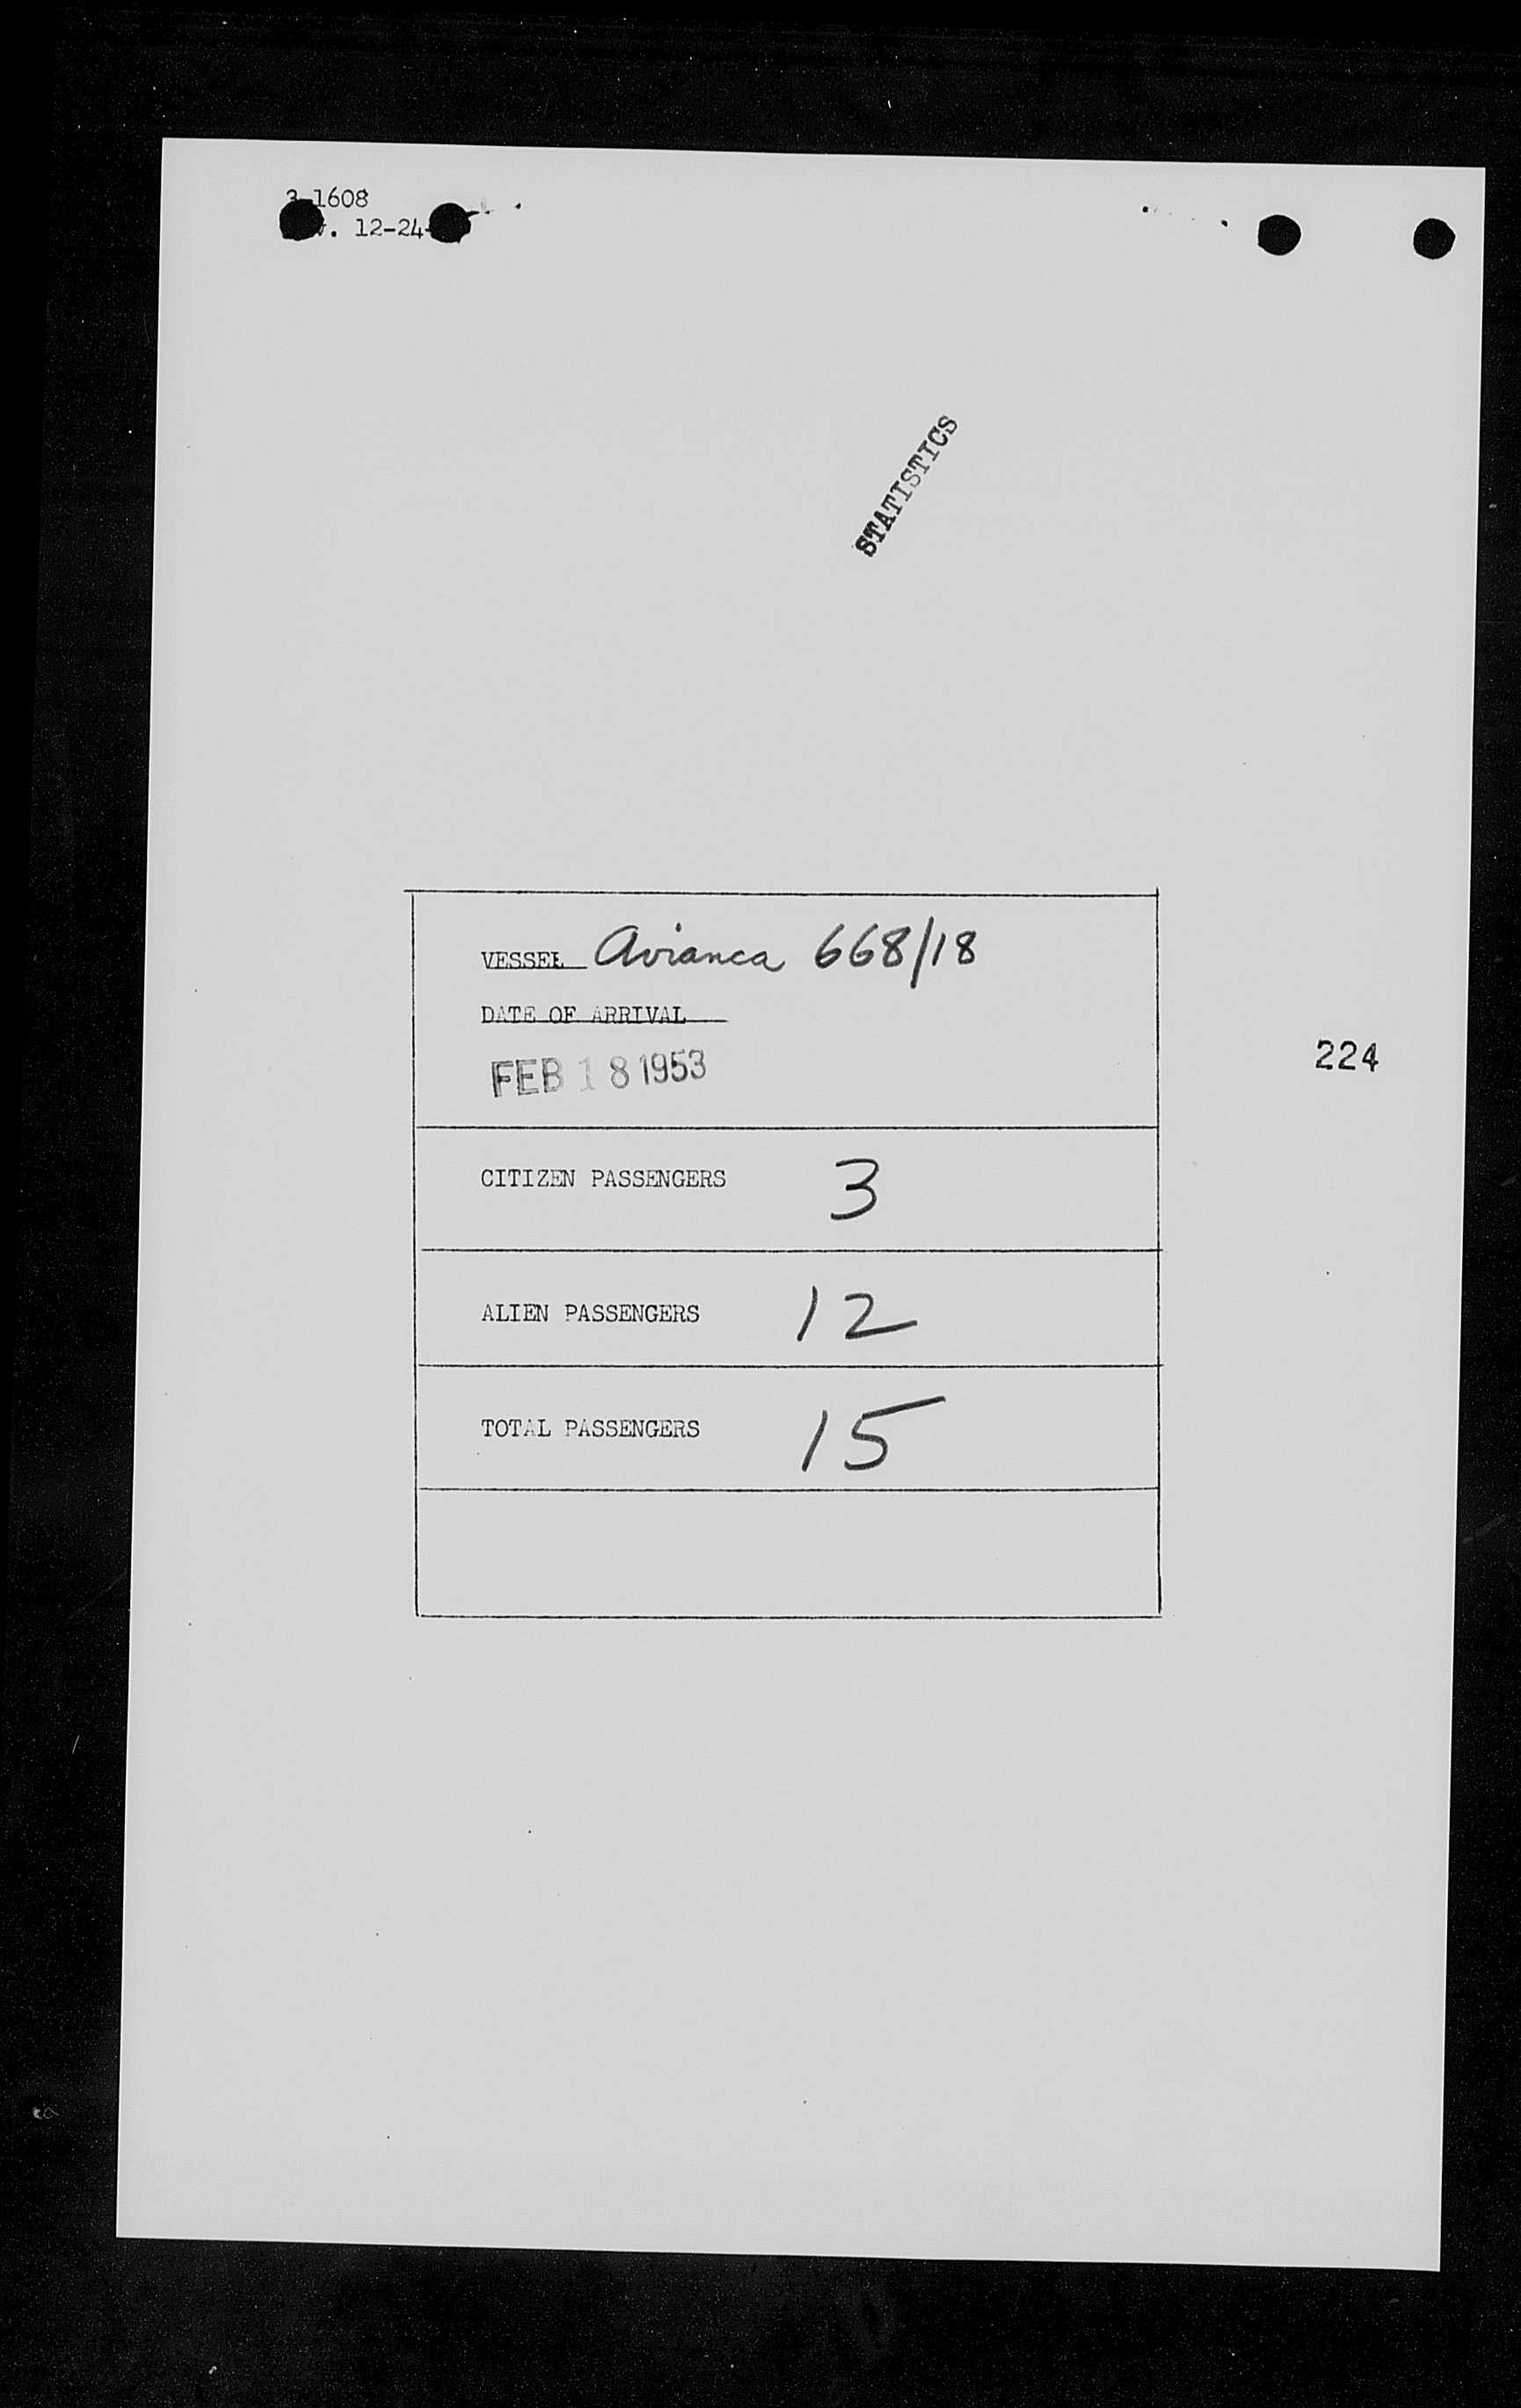 3-1608
12-24-
STATISTICS
VESSEL Avianca 668/18
DATE OF ARRIVAL
FEB 18 1953
224
CITIZEN PASSENGERS 3
ALIEN PASSENGERS 12
TOTAL PASSENGERS 15